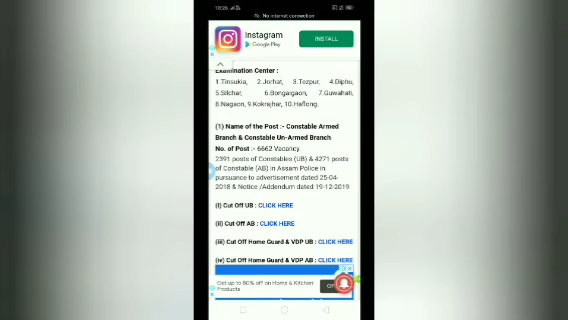 10:26
No internet connection
Instagram
Google Play
INSTALL
Examination Center :
1.Tinsukia, 2.Jorhat, 3.Tezpur, 4.Diphu,
5.Silchar, 6.Bongaigaon, 7.Guwahati,
8.Nagaon, 9.Kokrajhar, 10.Haflong.
(1) Name of the Post :- Constable Armed
Branch & Constable Un-Armed Branch
No. of Post :- 6662 Vacancy
2391 posts of Constables (UB) & 4271 posts
of Constable (AB) in Assam Police in
pursuance to advertisement dated 25-04-
2018 & Notice /Addendum dated 19-12-2019
(i) Cut Off UB : CLICK HERE
(ii) Cut Off AB : CLICK HERE
(iii) Cut Off Home Guard & VDP UB : CLICK HERE
(iv) Cut Off Home Guard & VDP AB : CLICK HERE
Get up to 80% off on Home & Kitchen
Products